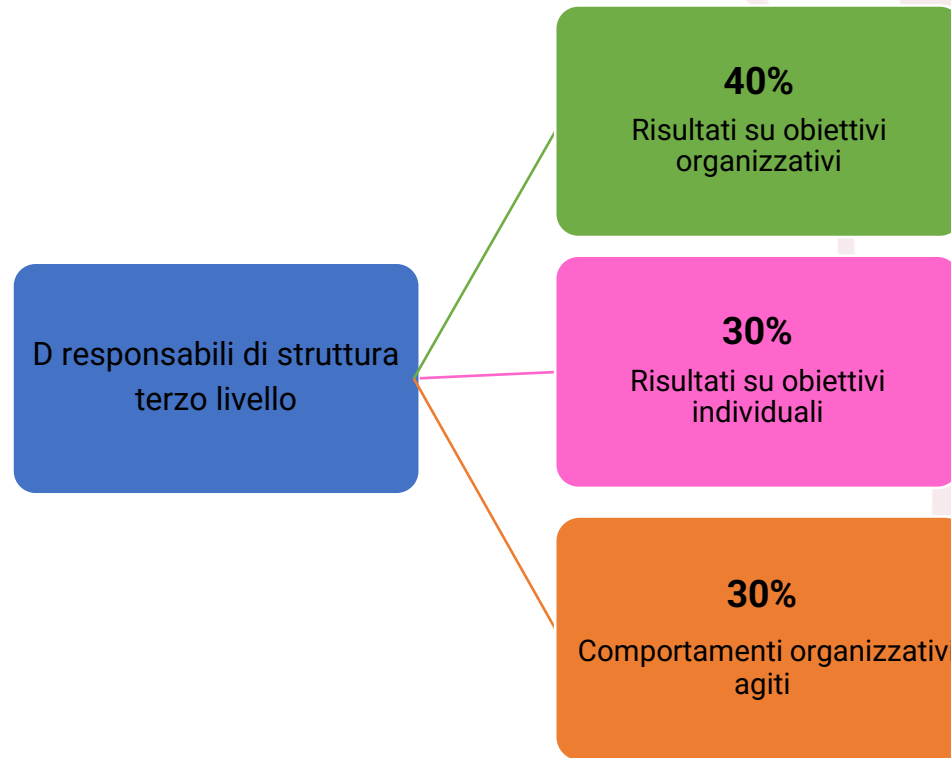 D responsabili di struttura
terzo livello
40%
Risultati su obiettivi
organizzativi
30%
Risultati su obiettivi
individuali
30%
Comportamenti organizzativi
agiti